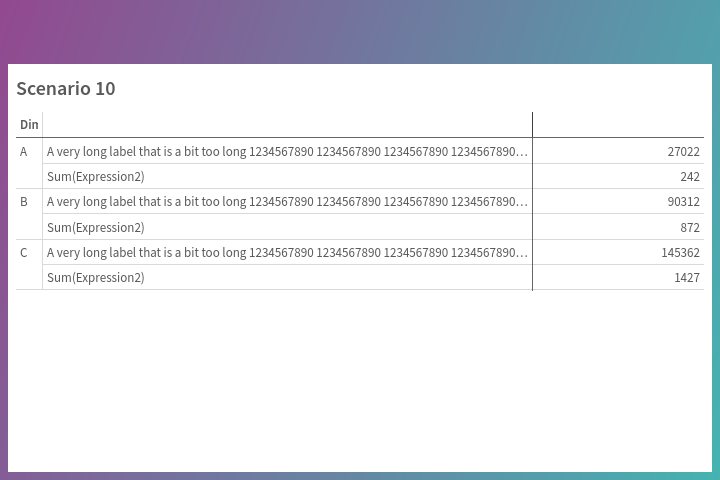 Scenario 10
Din
A A very long label that is a bit too long 1234567890 1234567890 1234567890 1234567890… 27022
Sum(Expression2) 242
B A very long label that is a bit too long 1234567890 1234567890 1234567890 1234567890… 90312
Sum(Expression2) 872
C A very long label that is a bit too long 1234567890 1234567890 1234567890 1234567890… 145362
Sum(Expression2) 1427